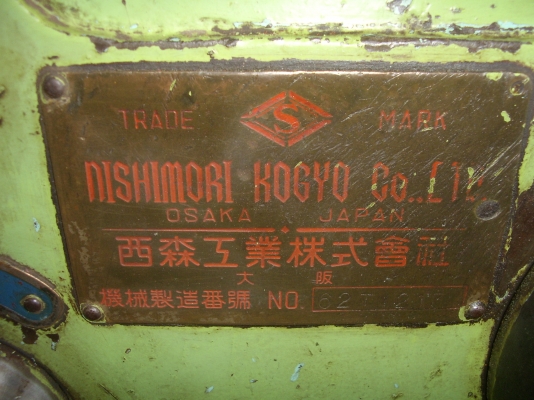 TRADE S MARK
NISHIMORI KOGYO Co.,Ltd
OSAKA JAPAN
西森工業株式會社
大阪
機械製造番號 NO.